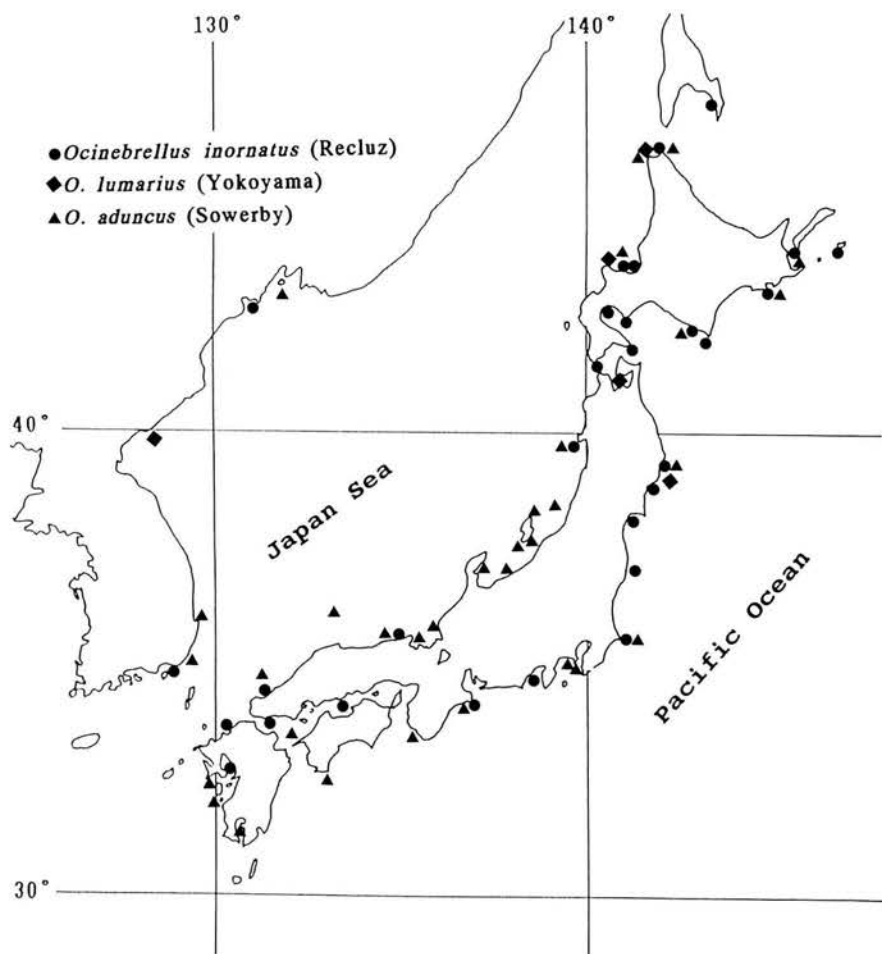 130° 140°
● Ocinebrellus inornatus (Recluz)
◆ O. lumarius (Yokoyama)
▲ O. aduncus (Sowerby)
40°
Japan Sea
Pacific Ocean
30°